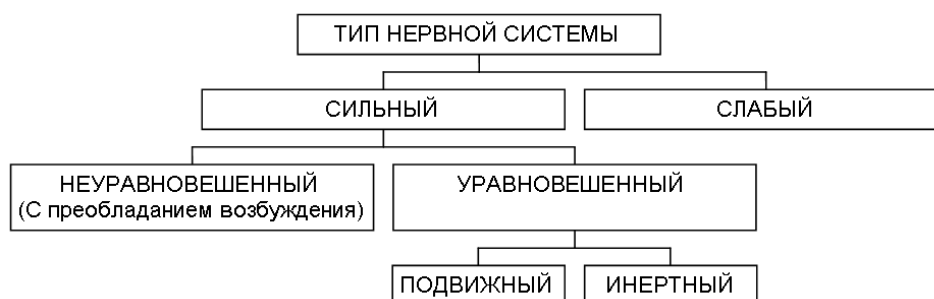 ТИП НЕРВНОЙ СИСТЕМЫ
СИЛЬНЫЙ
СЛАБЫЙ
НЕУРАВНОВЕШЕННЫЙ
(С преобладанием возбуждения)
УРАВНОВЕШЕННЫЙ
ПОДВИЖНЫЙ
ИНЕРТНЫЙ